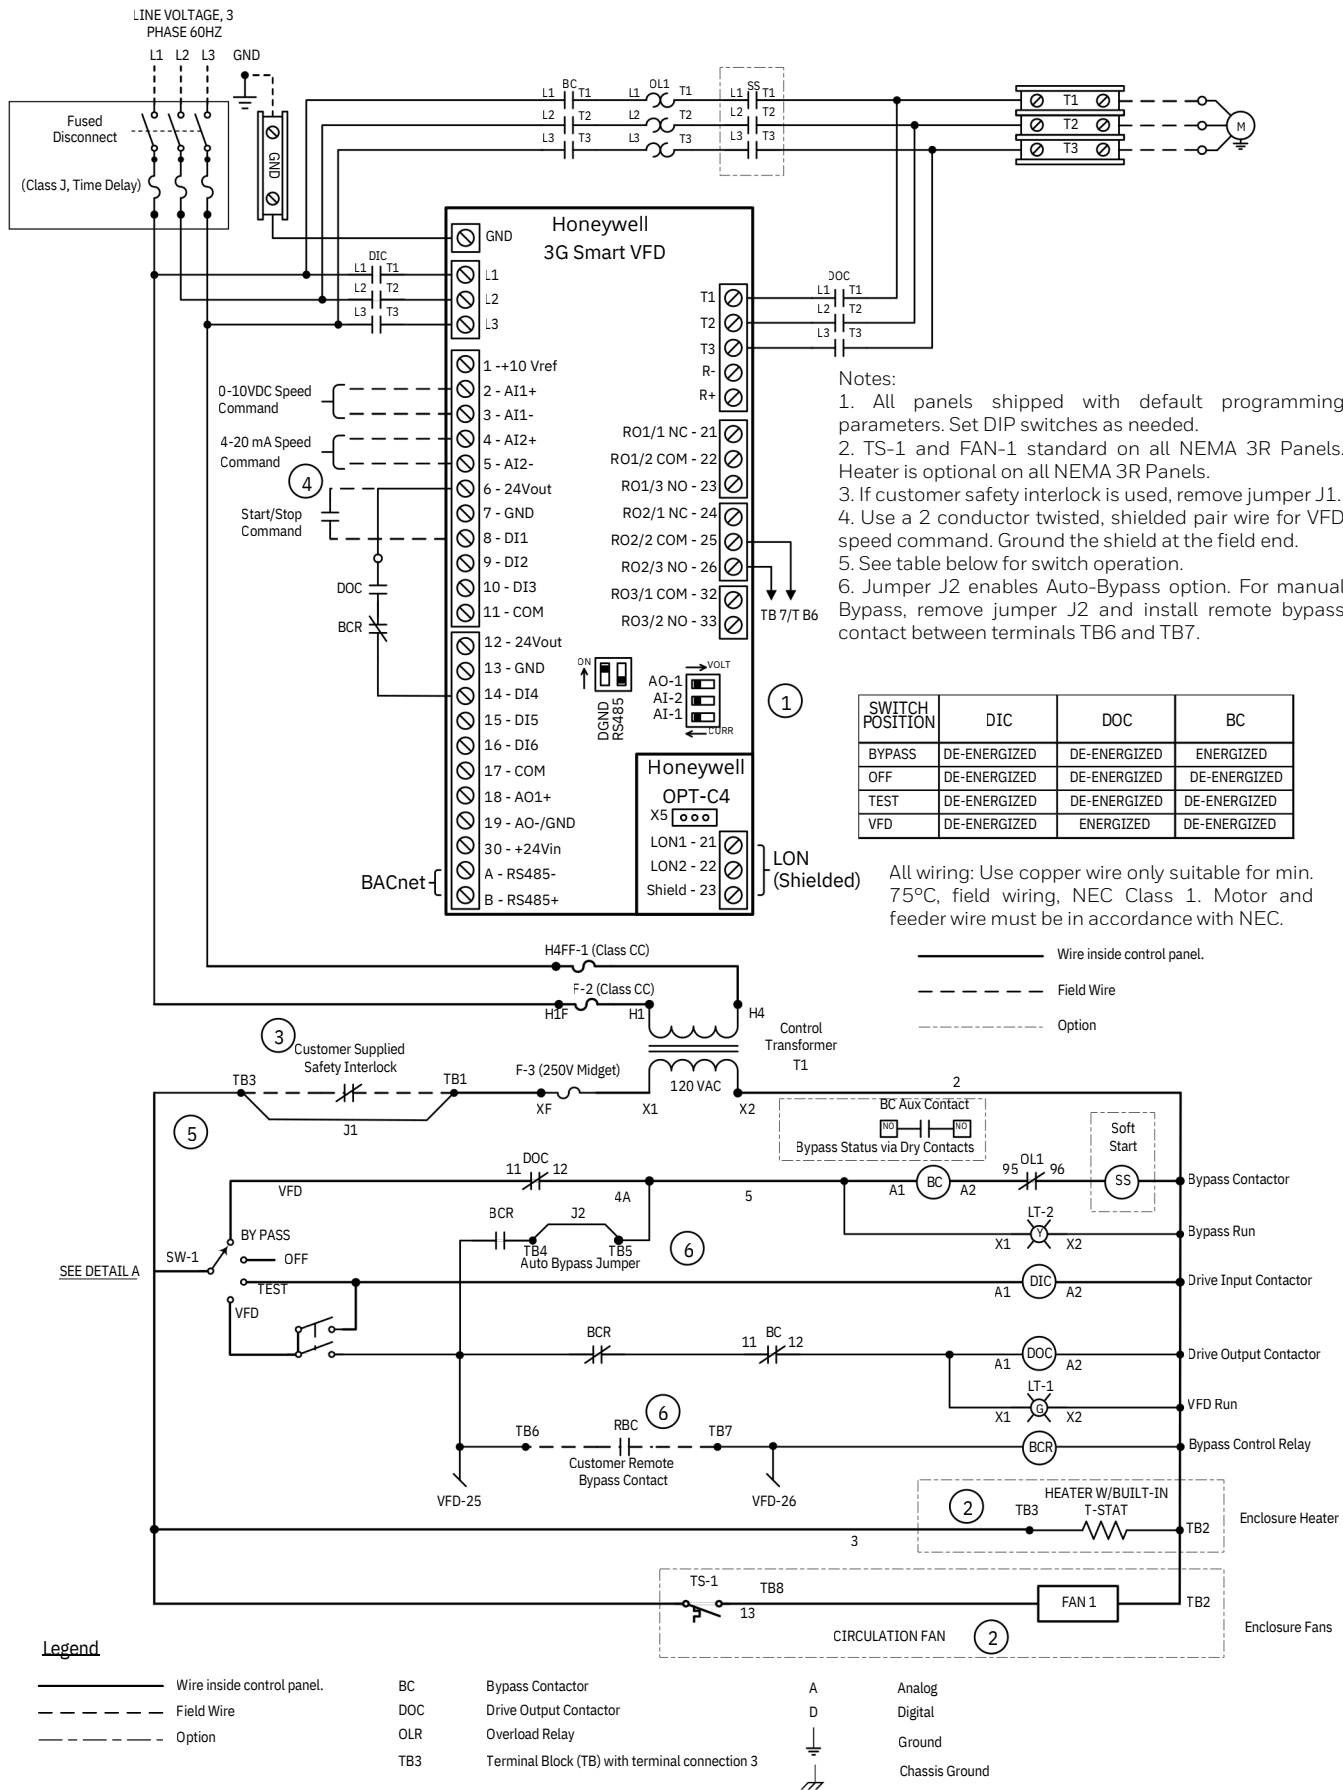 LINE VOLTAGE, 3
PHASE 60HZ
L1 L2 L3 GND
Fused
Disconnect
(Class J, Time Delay)
GND
BC
L1 T1
L2 T2
L3 T3
OL1
L1 T1
L2 T2
L3 T3
SS
L1 T1
L2 T2
L3 T3
T1
T2
T3
M
Honeywell
3G Smart VFD
GND
DIC
L1 T1
L2 T2
L3 T3
L1
L2
L3
T1
T2
T3
R-
R+
DOC
L1 T1
L2 T2
L3 T3
0-10VDC Speed
Command
4-20 mA Speed
Command
4
Start/Stop
Command
DOC
BCR
1 -+10 Vref
2 - AI1+
3 - AI1-
4 - AI2+
5 - AI2-
6 - 24Vout
7 - GND
8 - DI1
9 - DI2
10 - DI3
11 - COM
12 - 24Vout
13 - GND
14 - DI4
15 - DI5
16 - DI6
17 - COM
18 - AO1+
19 - AO-/GND
30 - +24Vin
A - RS485-
B - RS485+
BACnet
RO1/1 NC - 21
RO1/2 COM - 22
RO1/3 NO - 23
RO2/1 NC - 24
RO2/2 COM - 25
RO2/3 NO - 26
RO3/1 COM - 32
RO3/2 NO - 33
TB 7/T B6
ON
DGND
RS485
VOLT
AO-1
AI-2
AI-1
CURR
1
Honeywell
OPT-C4
X5
LON1 - 21
LON2 - 22
Shield - 23
LON
(Shielded)
Notes:
1. All panels shipped with default programming
parameters. Set DIP switches as needed.
2. TS-1 and FAN-1 standard on all NEMA 3R Panels.
Heater is optional on all NEMA 3R Panels.
3. If customer safety interlock is used, remove jumper J1.
4. Use a 2 conductor twisted, shielded pair wire for VFD
speed command. Ground the shield at the field end.
5. See table below for switch operation.
6. Jumper J2 enables Auto-Bypass option. For manual
Bypass, remove jumper J2 and install remote bypass
contact between terminals TB6 and TB7.
SWITCH
POSITION DIC DOC BC
BYPASS DE-ENERGIZED DE-ENERGIZED ENERGIZED
OFF DE-ENERGIZED DE-ENERGIZED DE-ENERGIZED
TEST DE-ENERGIZED DE-ENERGIZED DE-ENERGIZED
VFD DE-ENERGIZED ENERGIZED DE-ENERGIZED
All wiring: Use copper wire only suitable for min.
75°C, field wiring, NEC Class 1. Motor and
feeder wire must be in accordance with NEC.
Wire inside control panel.
Field Wire
Option
H4FF-1 (Class CC)
F-2 (Class CC)
H1F H1 H4
Control
Transformer
T1
3
Customer Supplied
Safety Interlock
TB3 TB1
J1
F-3 (250V Midget)
XF X1 120 VAC X2
2
5
BC Aux Contact
NO NO
Bypass Status via Dry Contacts
Soft
Start
VFD
11 DOC 12
4A
5
A1 BC A2
95 OL1 96
SS
Bypass Contactor
BCR
J2
TB4 TB5
Auto Bypass Jumper
6
LT-2
X1 Y X2
Bypass Run
SEE DETAIL A
SW-1
BY PASS
OFF
TEST
VFD
A1 DIC A2
Drive Input Contactor
BCR
11 BC 12
A1 DOC A2
Drive Output Contactor
LT-1
X1 G X2
VFD Run
TB6 RBC TB7
6
Customer Remote
Bypass Contact
BCR
Bypass Control Relay
VFD-25
VFD-26
HEATER W/BUILT-IN
T-STAT
2
TB3
TB2
Enclosure Heater
3
TS-1
TB8
13
FAN 1
TB2
CIRCULATION FAN
2
Enclosure Fans
Legend
Wire inside control panel.
Field Wire
Option
BC Bypass Contactor
DOC Drive Output Contactor
OLR Overload Relay
TB3 Terminal Block (TB) with terminal connection 3
A Analog
D Digital
Ground
Chassis Ground